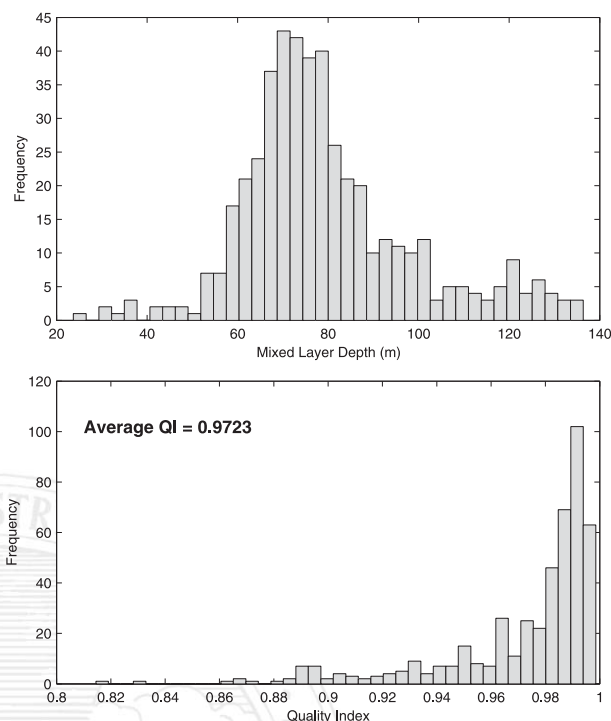 45
40
35
30
25
20
15
10
5
0
Frequency
20 40 60 80 100 120 140
Mixed Layer Depth (m)
120
100
80
60
40
20
0
Frequency
Average QI = 0.9723
0.8 0.82 0.84 0.86 0.88 0.9 0.92 0.94 0.96 0.98 1
Quality Index
STR